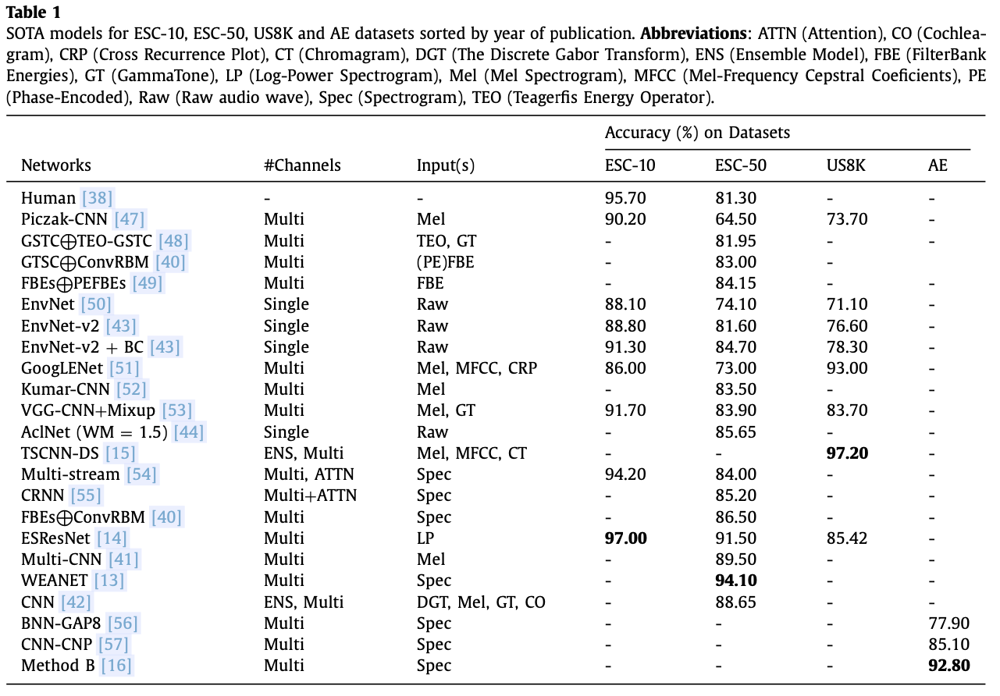 Table 1
SOTA models for ESC-10, ESC-50, US8K and AE datasets sorted by year of publication. Abbreviations: ATTN (Attention), CO (Cochlea-
gram), CRP (Cross Recurrence Plot), CT (Chromagram), DGT (The Discrete Gabor Transform), ENS (Ensemble Model), FBE (FilterBank
Energies), GT (GammaTone), LP (Log-Power Spectrogram), Mel (Mel Spectrogram), MFCC (Mel-Frequency Cepstral Coeficients), PE
(Phase-Encoded), Raw (Raw audio wave), Spec (Spectrogram), TEO (Teagerfis Energy Operator).
Accuracy (%) on Datasets
Networks #Channels Input(s) ESC-10 ESC-50 US8K AE
Human [38] - - 95.70 81.30 - -
Piczak-CNN [47] Multi Mel 90.20 64.50 73.70 -
GSTC⊕TEO-GSTC [48] Multi TEO, GT - 81.95 - -
GTSC⊕ConvRBM [40] Multi (PE)FBE - 83.00 -
FBEs⊕PEFBEs [49] Multi FBE - 84.15 - -
EnvNet [50] Single Raw 88.10 74.10 71.10 -
EnvNet-v2 [43] Single Raw 88.80 81.60 76.60 -
EnvNet-v2 + BC [43] Single Raw 91.30 84.70 78.30 -
GoogLENet [51] Multi Mel, MFCC, CRP 86.00 73.00 93.00 -
Kumar-CNN [52] Multi Mel - 83.50 - -
VGG-CNN+Mixup [53] Multi Mel, GT 91.70 83.90 83.70 -
AclNet (WM = 1.5) [44] Single Raw - 85.65 - -
TSCNN-DS [15] ENS, Multi Mel, MFCC, CT - - 97.20 -
Multi-stream [54] Multi, ATTN Spec 94.20 84.00 - -
CRNN [55] Multi+ATTN Spec - 85.20 - -
FBEs⊕ConvRBM [40] Multi Spec - 86.50 - -
ESResNet [14] Multi LP 97.00 91.50 85.42 -
Multi-CNN [41] Multi Mel - 89.50 - -
WEANET [13] Multi Spec - 94.10 - -
CNN [42] ENS, Multi DGT, Mel, GT, CO - 88.65 - -
BNN-GAP8 [56] Multi Spec - - - 77.90
CNN-CNP [57] Multi Spec - - - 85.10
Method B [16] Multi Spec - - - 92.80